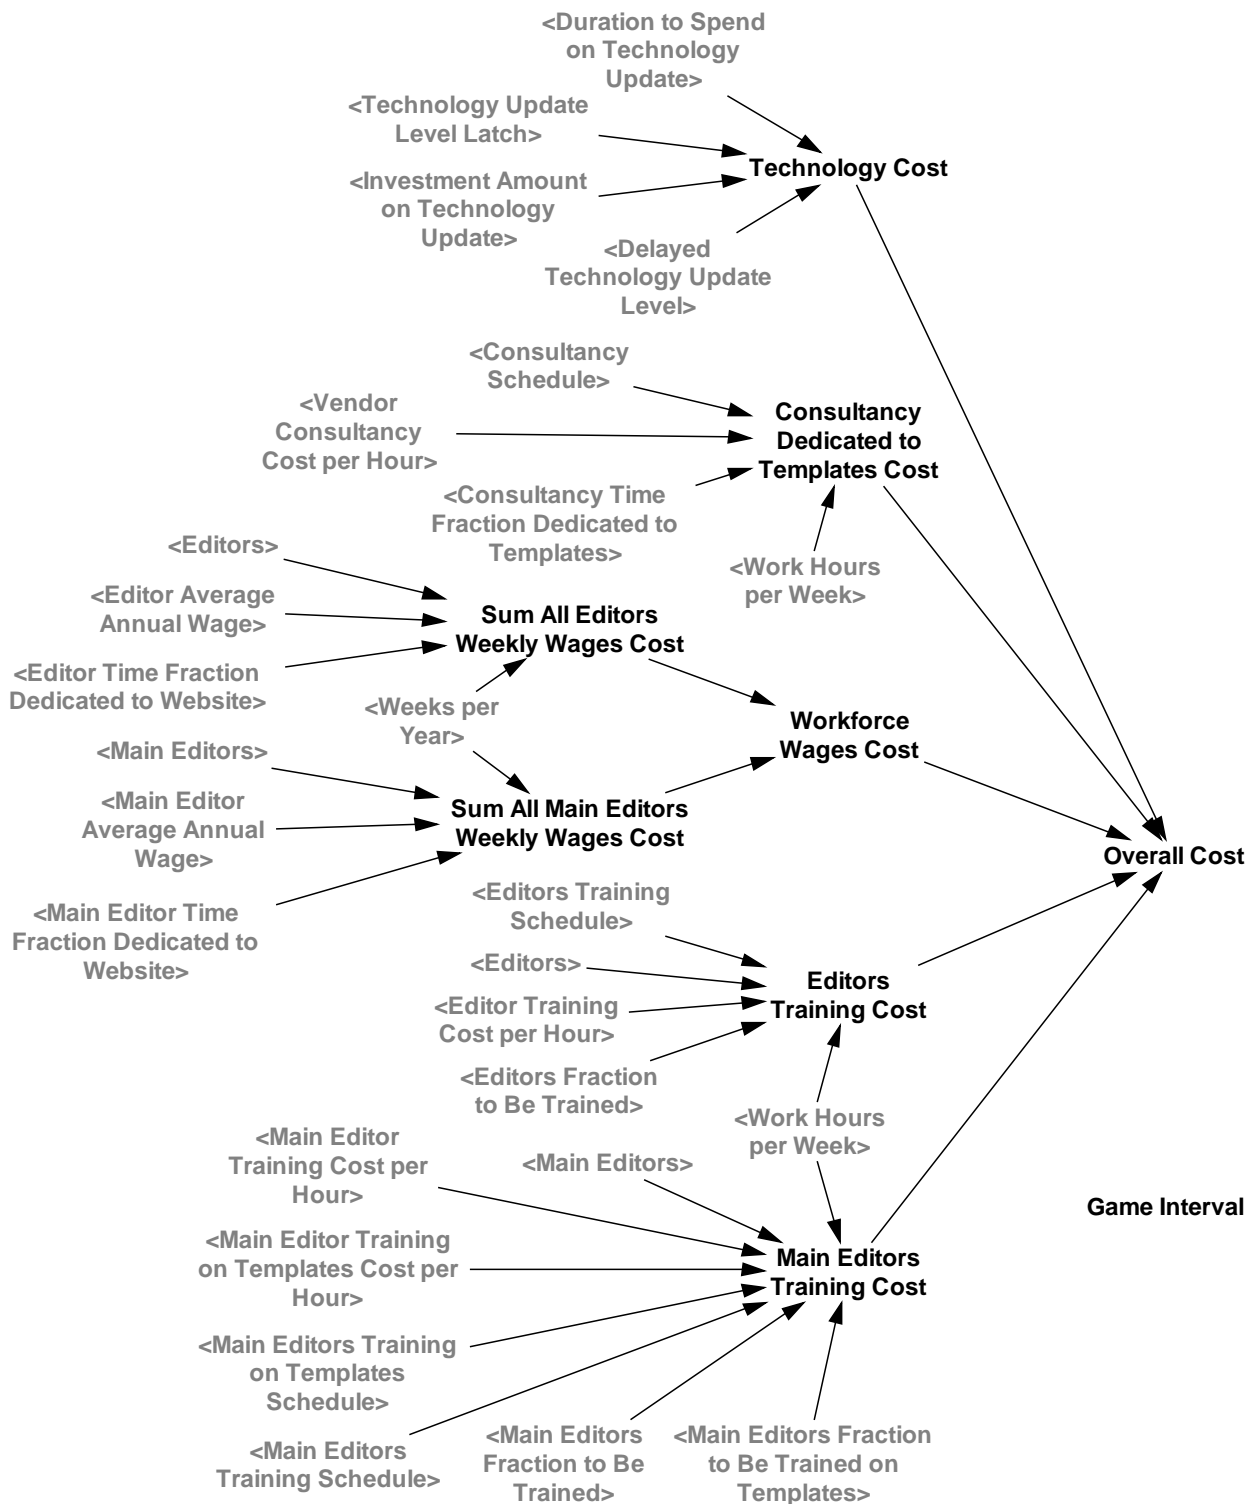 <Duration to Spend
on Technology
Update>
<Technology Update
Level Latch>
Technology Cost
<Investment Amount
on Technology
Update>
<Delayed
Technology Update
Level>
<Consultancy
Schedule>
<Vendor
Consultancy
Cost per Hour>
Consultancy
Dedicated to
Templates Cost
<Consultancy Time
Fraction Dedicated to
Templates>
<Work Hours
per Week>
<Editors>
<Editor Average
Annual Wage>
Sum All Editors
Weekly Wages Cost
<Editor Time Fraction
Dedicated to Website>
<Weeks per
Year>
Workforce
Wages Cost
<Main Editors>
<Main Editor
Average Annual
Wage>
Sum All Main Editors
Weekly Wages Cost
Overall Cost
<Main Editor Time
Fraction Dedicated to
Website>
<Editors Training
Schedule>
<Editors>
Editors
Training Cost
<Editor Training
Cost per Hour>
<Editors Fraction
to Be Trained>
<Work Hours
per Week>
<Main Editor
Training Cost per
Hour>
<Main Editors>
Game Interval
<Main Editor Training
on Templates Cost per
Hour>
Main Editors
Training Cost
<Main Editors Training
on Templates
Schedule>
<Main Editors
Training Schedule>
<Main Editors
Fraction to Be
Trained>
<Main Editors Fraction
to Be Trained on
Templates>